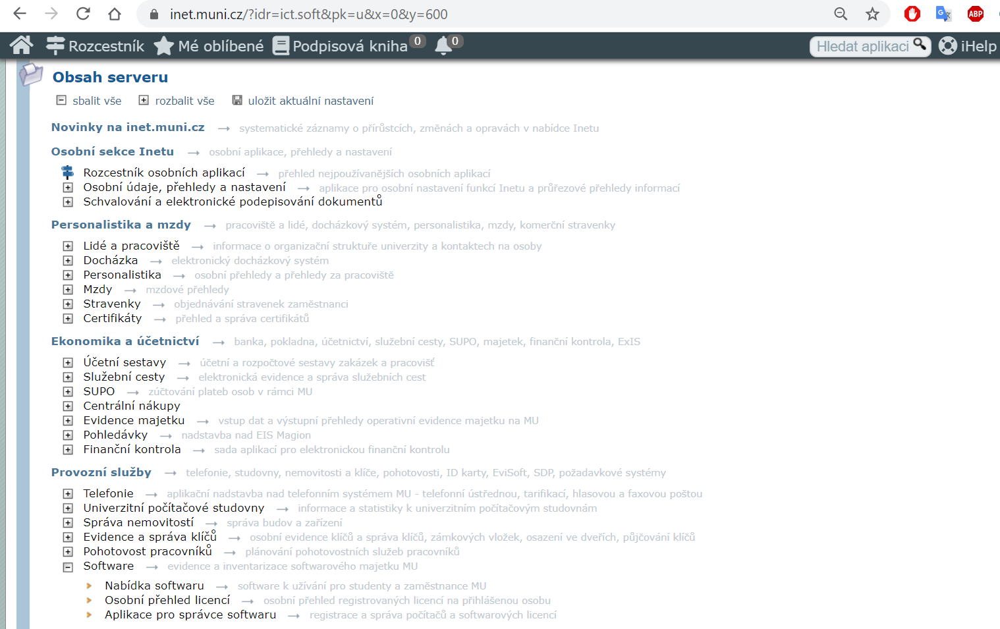 inet.muni.cz/?idr=ict.soft&pk=u&x=0&y=600
ABP
Rozcestník Mé oblíbené Podpisová kniha 0 0 Hledat aplikaci iHelp
Obsah serveru
sbalit vše rozbalit vše uložit aktuální nastavení
Novinky na inet.muni.cz → systematické záznamy o přírůstcích, změnách a opravách v nabídce Inetu
Osobní sekce Inetu → osobní aplikace, přehledy a nastavení
Rozcestník osobních aplikací → přehled nejpoužívanějších osobních aplikací
Osobní údaje, přehledy a nastavení → aplikace pro osobní nastavení funkcí Inetu a průřezové přehledy informací
Schvalování a elektronické podepisování dokumentů
Personalistika a mzdy → pracoviště a lidé, docházkový systém, personalistika, mzdy, komerční stravenky
Lidé a pracoviště → informace o organizační struktuře univerzity a kontaktech na osoby
Docházka → elektronický docházkový systém
Personalistika → osobní přehledy a přehledy za pracoviště
Mzdy → mzdové přehledy
Stravenky → objednávání stravenek zaměstnanci
Certifikáty → přehled a správa certifikátů
Ekonomika a účetnictví → banka, pokladna, účetnictví, služební cesty, SUPO, majetek, finanční kontrola, ExIS
Účetní sestavy → účetní a rozpočtové sestavy zakázek a pracovišť
Služební cesty → elektronická evidence a správa služebních cest
SUPO → zúčtování plateb osob v rámci MU
Centrální nákupy
Evidence majetku → vstup dat a výstupní přehledy operativní evidence majetku na MU
Pohledávky → nadstavba nad EIS Magion
Finanční kontrola → sada aplikací pro elektronickou finanční kontrolu
Provozní služby → telefonie, studovny, nemovitosti a klíče, pohotovosti, ID karty, EviSoft, SDP, požadavkové systémy
Telefonie → aplikační nadstavba nad telefonním systémem MU - telefonní ústřednou, tarifikací, hlasovou a faxovou poštou
Univerzitní počítačové studovny → informace a statistiky k univerzitním počítačovým studovnám
Správa nemovitostí → správa budov a zařízení
Evidence a správa klíčů → osobní evidence klíčů a správa klíčů, zámkových vložek, osazení ve dveřích, půjčování klíčů
Pohotovost pracovníků → plánování pohotovostních služeb pracovníků
Software → evidence a inventarizace softwarového majetku MU
Nabídka softwaru → software k užívání pro studenty a zaměstnance MU
Osobní přehled licencí → osobní přehled registrovaných licencí na přihlášenou osobu
Aplikace pro správce softwaru → registrace a správa počítačů a softwarových licencí